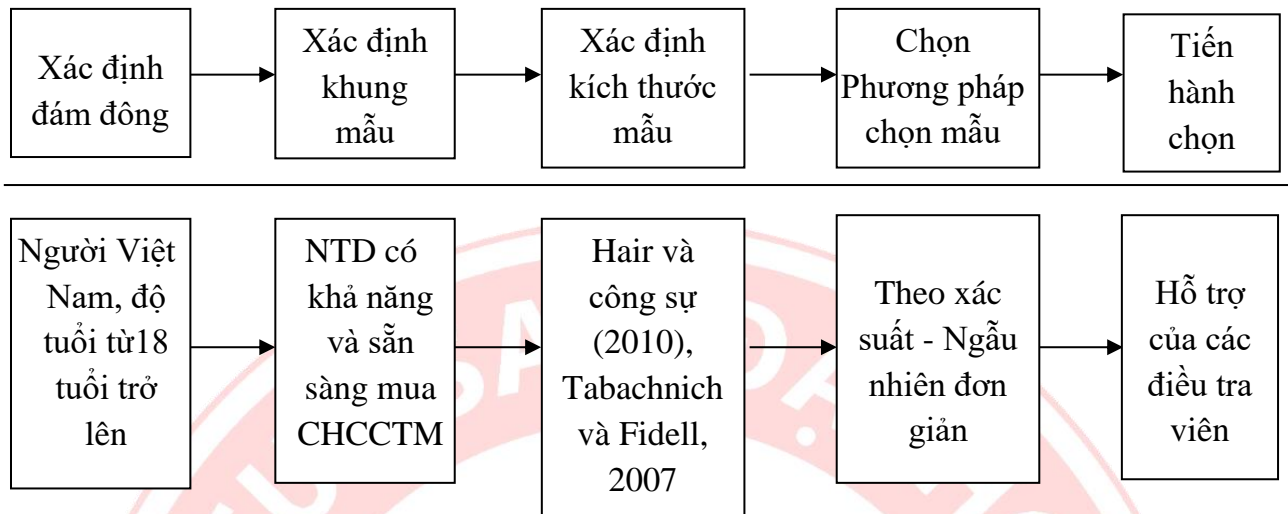 Xác định
đám đông
Xác định
khung
mẫu
Xác định
kích thước
mẫu
Chọn
Phương pháp
chọn mẫu
Tiến
hành
chọn
Người Việt
Nam, độ
tuổi từ18
tuổi trở
lên
NTD có
khả năng
và sẵn
sàng mua
CHCCTM
Hair và
công sự
(2010),
Tabachnich
và Fidell,
2007
Theo xác
suất - Ngẫu
nhiên đơn
giản
Hỗ trợ
của các
điều tra
viên